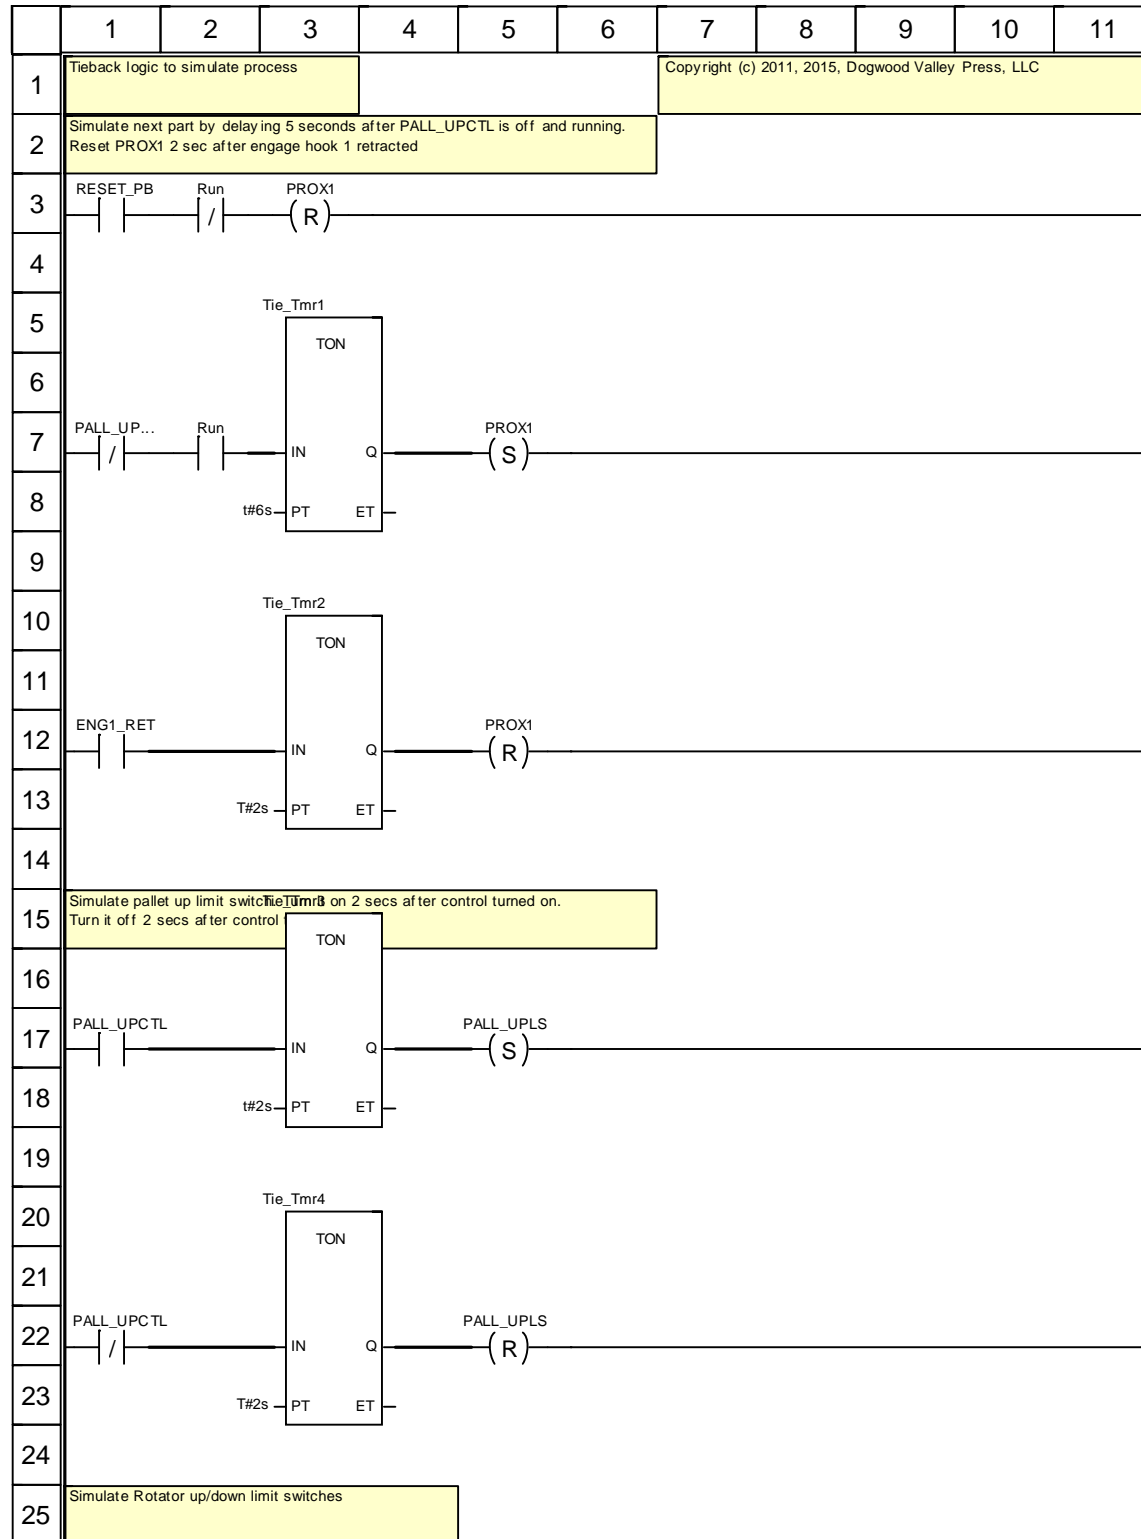 1 2 3 4 5 6 7 8 9 10 11
1
Tieback logic to simulate process
Copyright (c) 2011, 2015, Dogwood Valley Press, LLC
2
Simulate next part by delaying 5 seconds after PALL_UPCTL is off and running.
Reset PROX1 2 sec after engage hook 1 retracted
3
RESET_PB Run PROX1
/ R
4
Tie_Tmr1
5
TON
6
PALL_UP... Run PROX1
7
/ IN Q S
8
t#6s PT ET
9
Tie_Tmr2
10
TON
11
ENG1_RET PROX1
12
IN Q R
13
T#2s PT ET
14
Simulate pallet up limit switch. Turn it on 2 secs after control turned on.
Tie_Tmr3
15
Turn it off 2 secs after control
TON
16
PALL_UPCTL PALL_UPLS
17
IN Q S
18
t#2s PT ET
19
Tie_Tmr4
20
TON
21
PALL_UPCTL PALL_UPLS
22
/ IN Q R
23
T#2s PT ET
24
Simulate Rotator up/down limit switches
25